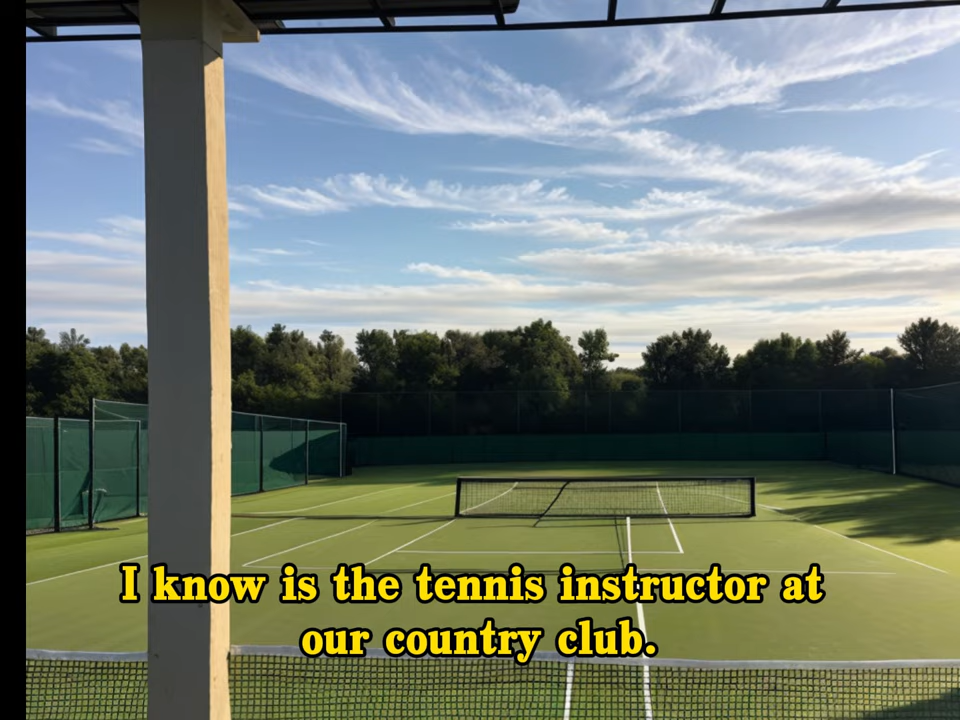 I know is the tennis instructor at
our country club.